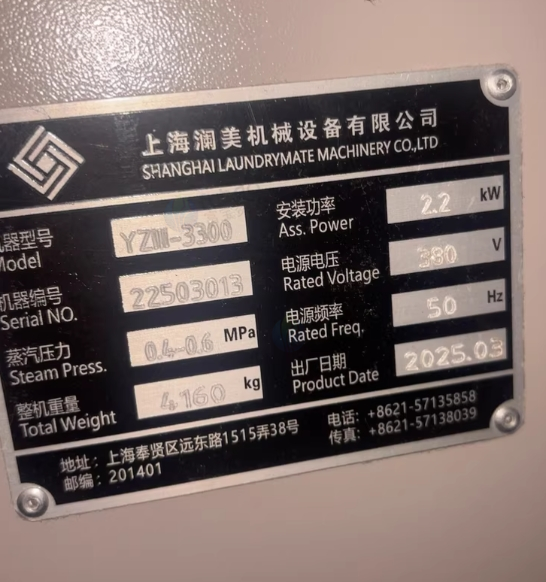 上海澜美机械设备有限公司
SHANGHAI LAUNDRYMATE MACHINERY CO.,LTD
器型号 YZIII-3300
Model
机器编号 22503013
Serial NO.
蒸汽压力 0.4-0.6 MPa
Steam Press.
整机重量 4160 kg
Total Weight
安装功率 2.2 kW
Ass. Power
电源电压 380 V
Rated Voltage
电源频率 50 Hz
Rated Freq.
出厂日期 2025.03
Product Date
地址：上海奉贤区远东路1515弄38号
邮编：201401
电话：+8621-57135858
传真：+8621-57138039